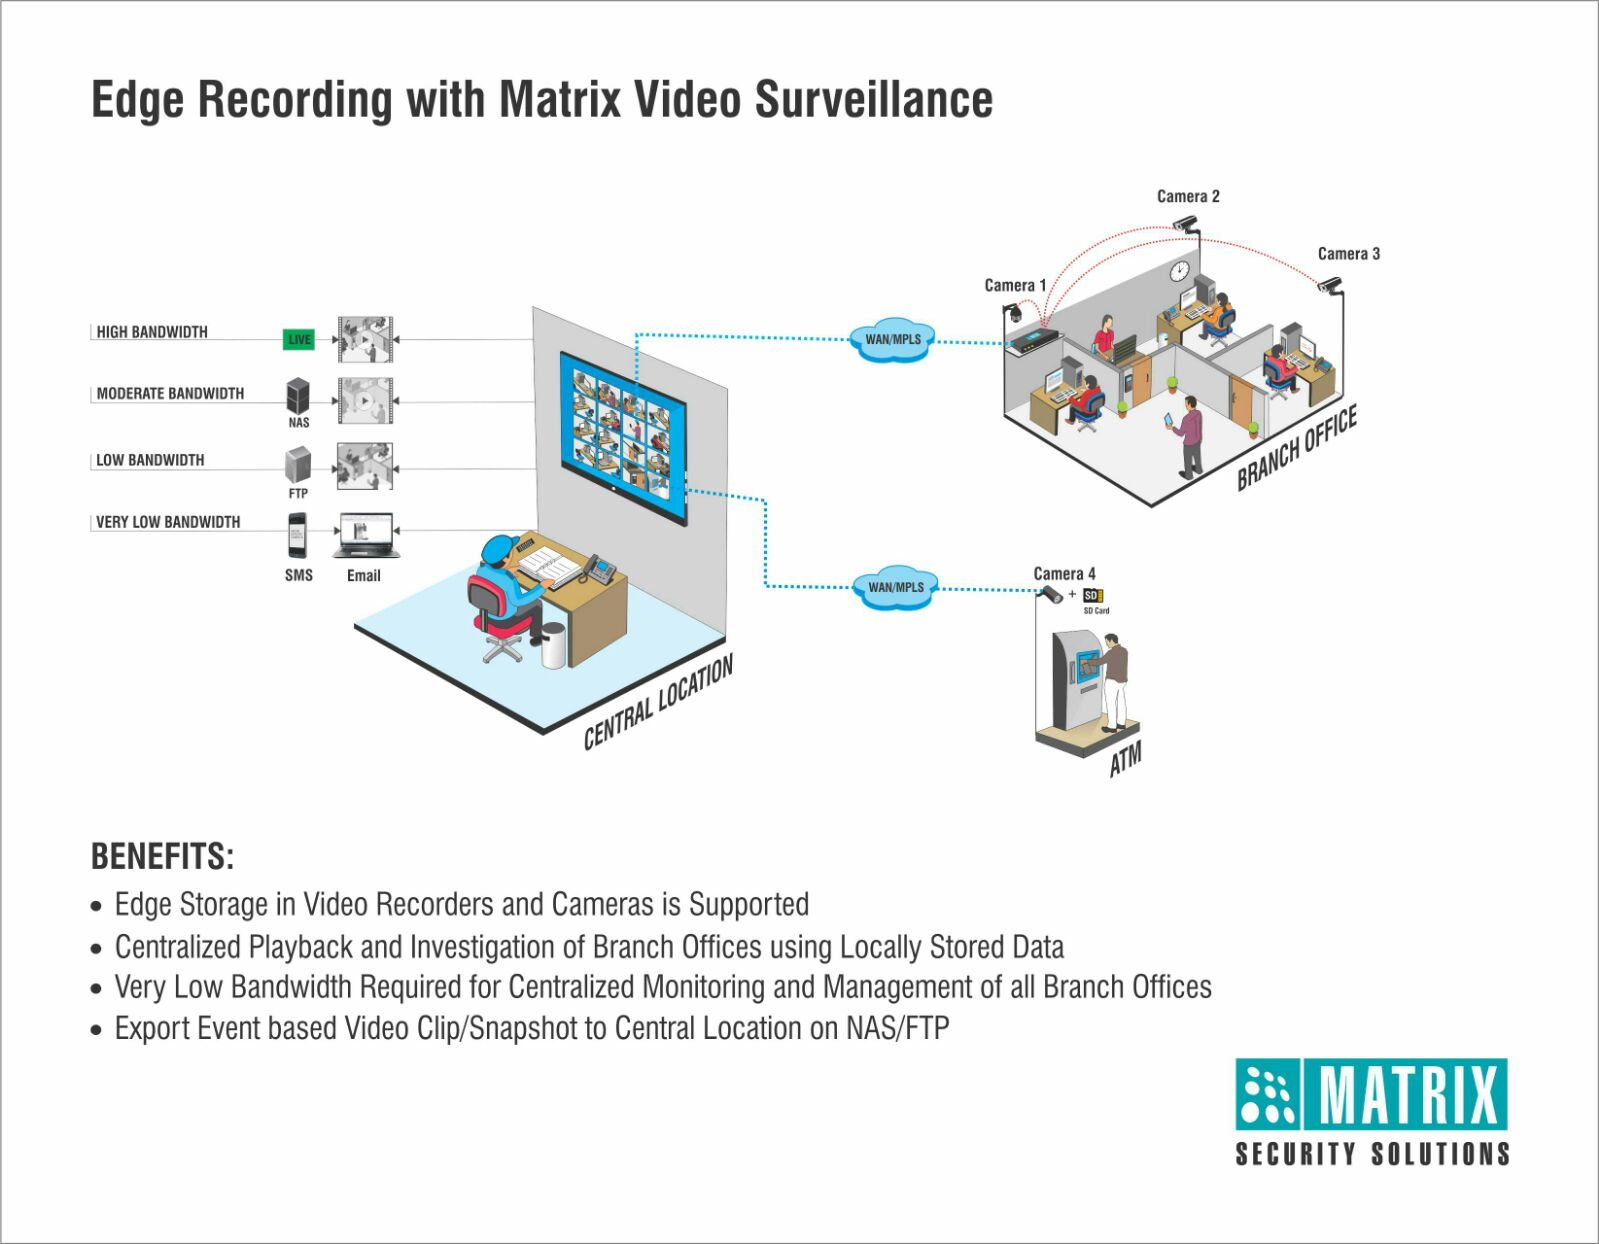 Edge Recording with Matrix Video Surveillance
Camera 2
Camera 3
Camera 1
HIGH BANDWIDTH
LIVE
WAN/MPLS
MODERATE BANDWIDTH
NAS
BRANCH OFFICE
LOW BANDWIDTH
FTP
VERY LOW BANDWIDTH
SMS
Email
WAN/MPLS
Camera 4
+
SD
SD Card
CENTRAL LOCATION
ATM
BENEFITS:
• Edge Storage in Video Recorders and Cameras is Supported
• Centralized Playback and Investigation of Branch Offices using Locally Stored Data
• Very Low Bandwidth Required for Centralized Monitoring and Management of all Branch Offices
• Export Event based Video Clip/Snapshot to Central Location on NAS/FTP
MATRIX
SECURITY SOLUTIONS